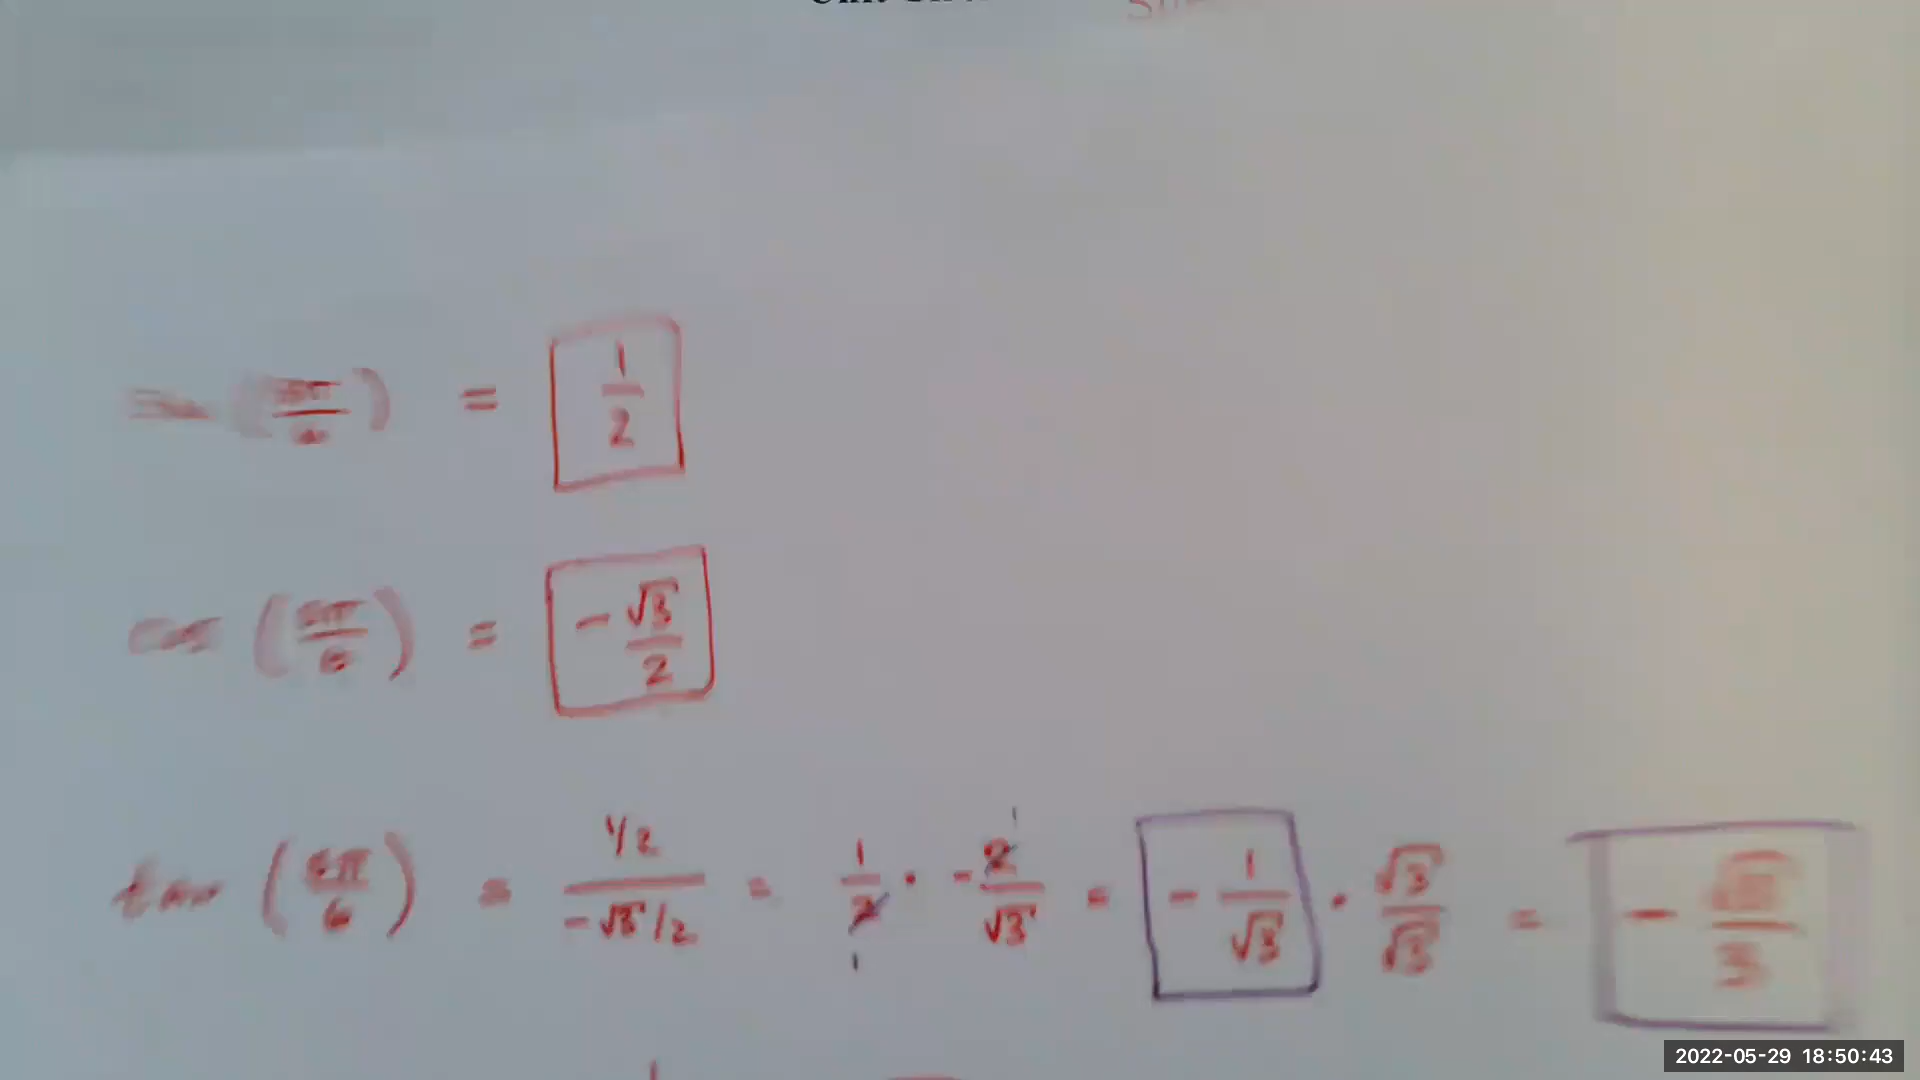 sin (5π/6) = 1/2
cos (5π/6) = -√3/2
tan (5π/6) = 1/2 / -√3/2 = 1/2 · -2/√3 = -1/√3 · √3/√3 = -√3/3
2022-05-29 18:50:43